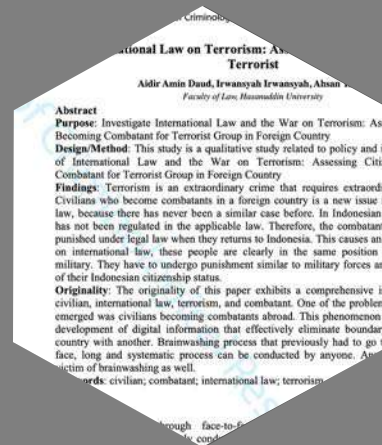 Criminolo
tional Law on Terrorism: As
Terrorist
Aidir Amin Daud, Irwansyah Irwansyah, Ahsan
Faculty of Law, Hasanuddin University
Abstract
Purpose: Investigate International Law and the War on Terrorism: As
Becoming Combatant for Terrorist Group in Foreign Country
Design/Method: This study is a qualitative study related to policy and i
of International Law and the War on Terrorism: Assessing Citi
Combatant for Terrorist Group in Foreign Country
Findings: Terrorism is an extraordinary crime that requires extraordi
Civilians who become combatants in a foreign country is a new issue
law, because there has never been a similar case before. In Indonesian
has not been regulated in the applicable law. Therefore, the combatant
punished under legal law when they returns to Indonesia. This causes an
on international law, these people are clearly in the same position
military. They have to undergo punishment similar to military forces as
of their Indonesian citizenship status.
Originality: The originality of this paper exhibits a comprehensive i
civilian, international law, terrorism, and combatant. One of the problem
emerged was civilians becoming combatants abroad. This phenomenon
development of digital information that effectively eliminate boundar
country with another. Brainwashing process that previously had to go t
face, long and systematic process can be conducted by anyone. An
victim of brainwashing as well.
ords: civilian; combatant; international law; terrorism
rough face-to-f